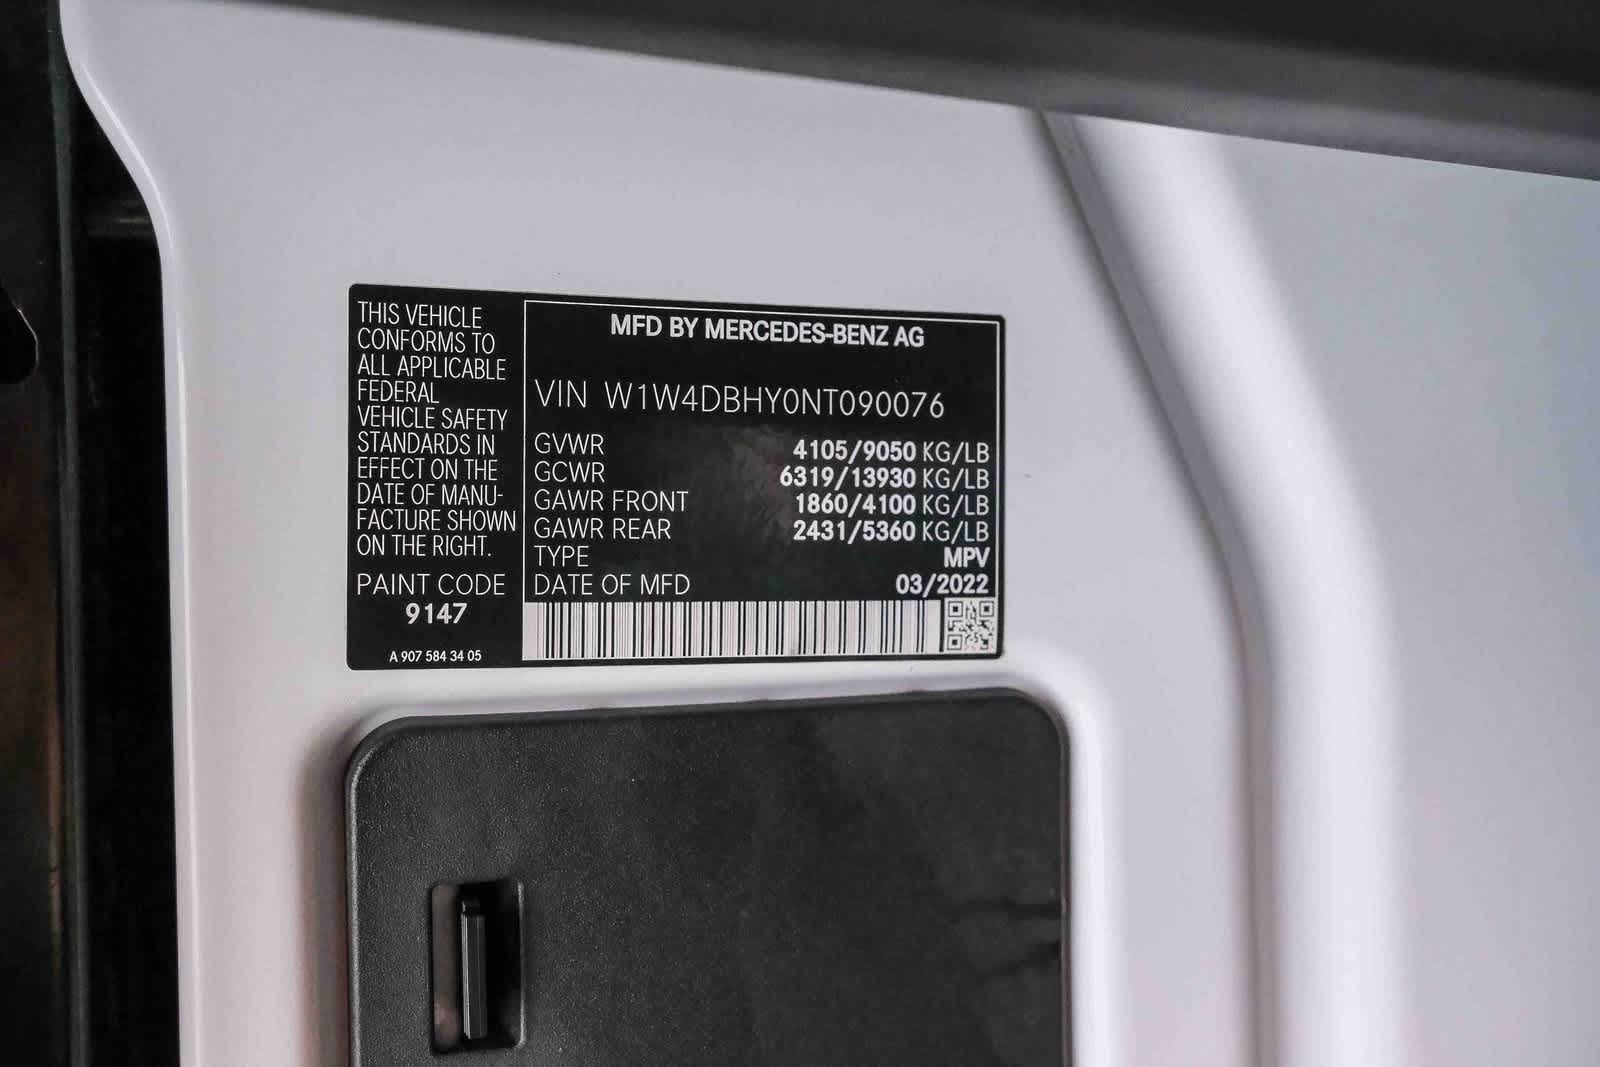 THIS VEHICLE
CONFORMS TO
ALL APPLICABLE
FEDERAL
VEHICLE SAFETY
STANDARDS IN
EFFECT ON THE
DATE OF MANU-
FACTURE SHOWN
ON THE RIGHT.
PAINT CODE
9147
A 907 584 34 05
MFD BY MERCEDES-BENZ AG
VIN W1W4DBHY0NT090076
GVWR 4105/9050 KG/LB
GCWR 6319/13930 KG/LB
GAWR FRONT 1860/4100 KG/LB
GAWR REAR 2431/5360 KG/LB
TYPE MPV
DATE OF MFD 03/2022